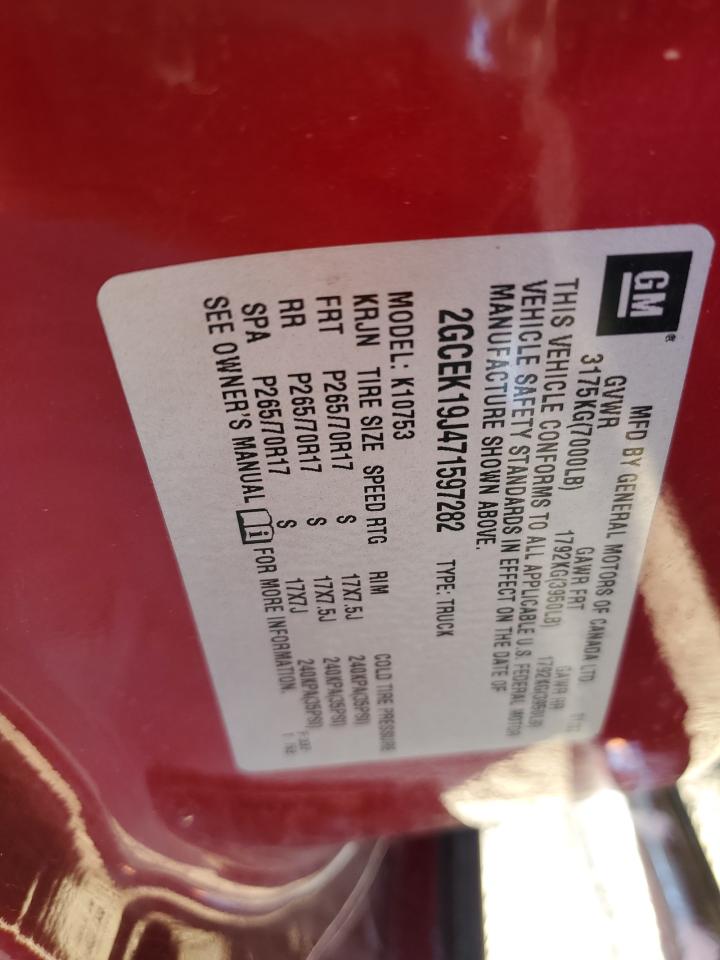 GM
MFD BY GENERAL MOTORS OF CANADA LTD
GVWR GAWR FRT GAWR RR
3175KG(7000LB) 1792KG(3950LB) 1792KG(3950LB)
THIS VEHICLE CONFORMS TO ALL APPLICABLE U.S. FEDERAL MOTOR
VEHICLE SAFETY STANDARDS IN EFFECT ON THE DATE OF
MANUFACTURE SHOWN ABOVE.
2GCEK19J471597282 TYPE: TRUCK
MODEL: K10753
KRJN TIRE SIZE SPEED RTG RIM COLD TIRE PRESSURE
FRT P265/70R17 S 17X7.5J 240KPA(35PSI)
RR P265/70R17 S 17X7.5J 240KPA(35PSI)
SPA P265/70R17 S 17X7J 240KPA(35PSI)
SEE OWNER'S MANUAL FOR MORE INFORMATION.